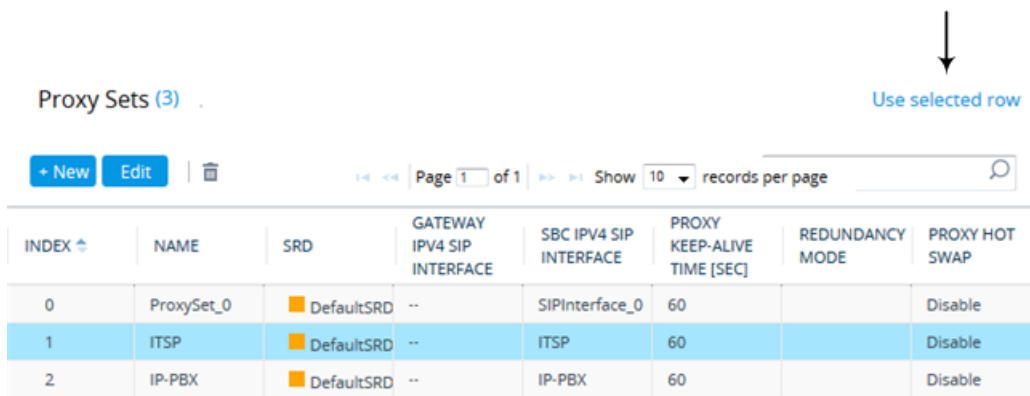 Proxy Sets (3) .
Use selected row
+ New Edit Page 1 of 1 Show 10 records per page
INDEX NAME SRD GATEWAY IPV4 SIP INTERFACE SBC IPV4 SIP INTERFACE PROXY KEEP-ALIVE TIME [SEC] REDUNDANCY MODE PROXY HOT SWAP
0 ProxySet_0 DefaultSRD -- SIPInterface_0 60 Disable
1 ITSP DefaultSRD -- ITSP 60 Disable
2 IP-PBX DefaultSRD -- IP-PBX 60 Disable